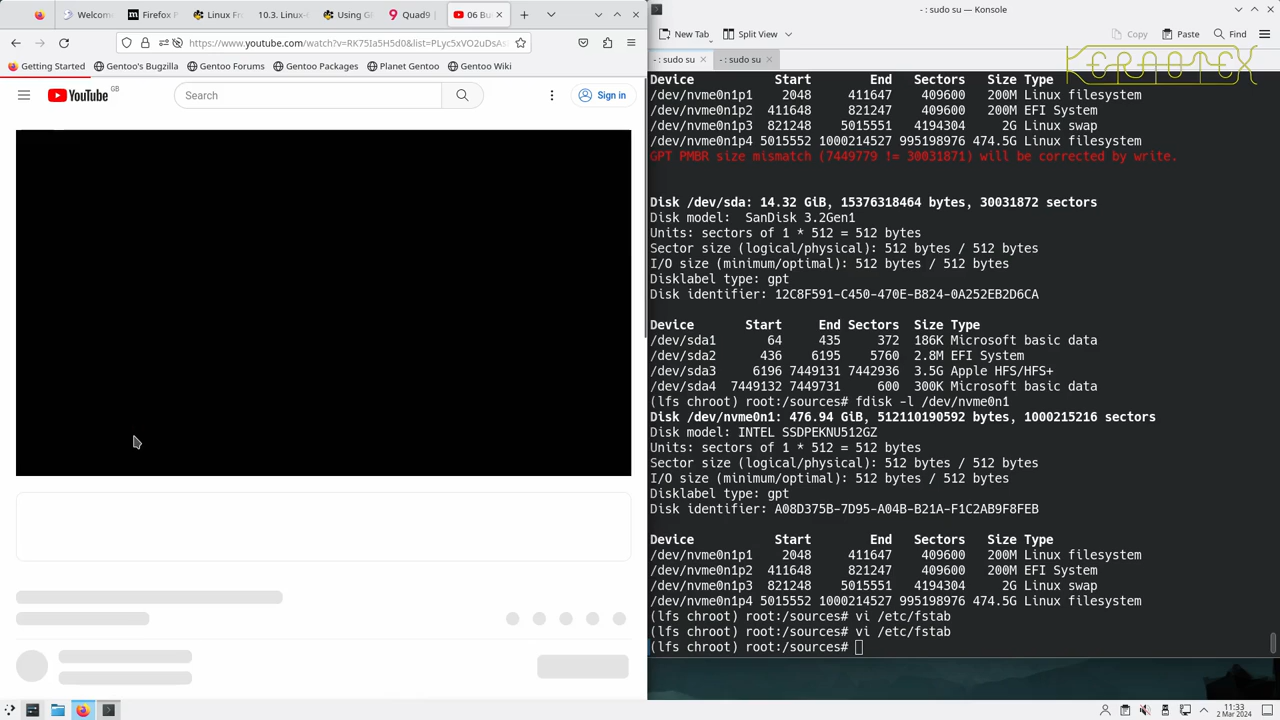 Welcom
Firefox P
Linux Fr
10.3. Linux-
Using G
Quad9
06 Bu
https://www.youtube.com/watch?v=RK75Ia5H5d0&list=PLyc5xVO2uDsA
Getting Started
Gentoo's Bugzilla
Gentoo Forums
Gentoo Packages
Planet Gentoo
Gentoo Wiki
YouTube GB
Search
Sign in
- : sudo su — Konsole
New Tab
Split View
Copy
Paste
Find
- : sudo su
- : sudo su
KERNOTEX
Device Start End Sectors Size Type
/dev/nvme0n1p1 2048 411647 409600 200M Linux filesystem
/dev/nvme0n1p2 411648 821247 409600 200M EFI System
/dev/nvme0n1p3 821248 5015551 4194304 2G Linux swap
/dev/nvme0n1p4 5015552 1000214527 995198976 474.5G Linux filesystem
GPT PMBR size mismatch (7449779 != 30031871) will be corrected by write.
Disk /dev/sda: 14.32 GiB, 15376318464 bytes, 30031872 sectors
Disk model:  SanDisk 3.2Gen1
Units: sectors of 1 * 512 = 512 bytes
Sector size (logical/physical): 512 bytes / 512 bytes
I/O size (minimum/optimal): 512 bytes / 512 bytes
Disklabel type: gpt
Disk identifier: 12C8F591-C450-470E-B824-0A252EB2D6CA
Device Start End Sectors Size Type
/dev/sda1 64 435 372 186K Microsoft basic data
/dev/sda2 436 6195 5760 2.8M EFI System
/dev/sda3 6196 7449131 7442936 3.5G Apple HFS/HFS+
/dev/sda4 7449132 7449731 600 300K Microsoft basic data
(lfs chroot) root:/sources# fdisk -l /dev/nvme0n1
Disk /dev/nvme0n1: 476.94 GiB, 512110190592 bytes, 1000215216 sectors
Disk model: INTEL SSDPEKNU512GZ
Units: sectors of 1 * 512 = 512 bytes
Sector size (logical/physical): 512 bytes / 512 bytes
I/O size (minimum/optimal): 512 bytes / 512 bytes
Disklabel type: gpt
Disk identifier: A08D375B-7D95-A04B-B21A-F1C2AB9F8FEB
Device Start End Sectors Size Type
/dev/nvme0n1p1 2048 411647 409600 200M Linux filesystem
/dev/nvme0n1p2 411648 821247 409600 200M EFI System
/dev/nvme0n1p3 821248 5015551 4194304 2G Linux swap
/dev/nvme0n1p4 5015552 1000214527 995198976 474.5G Linux filesystem
(lfs chroot) root:/sources# vi /etc/fstab
(lfs chroot) root:/sources# vi /etc/fstab
(lfs chroot) root:/sources#
11:33
2 Mar 2024